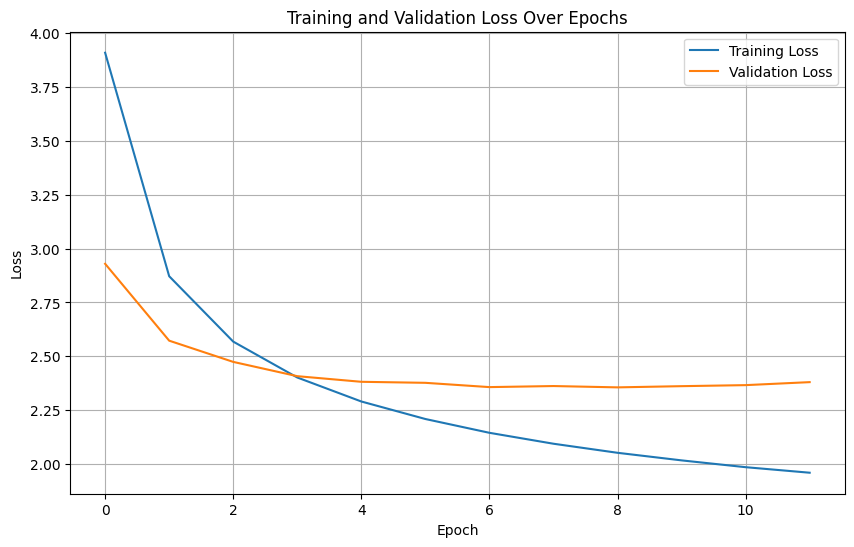 Training and Validation Loss Over Epochs
Training Loss
Validation Loss
4.00
3.75
3.50
3.25
3.00
2.75
2.50
2.25
2.00
Loss
0 2 4 6 8 10
Epoch